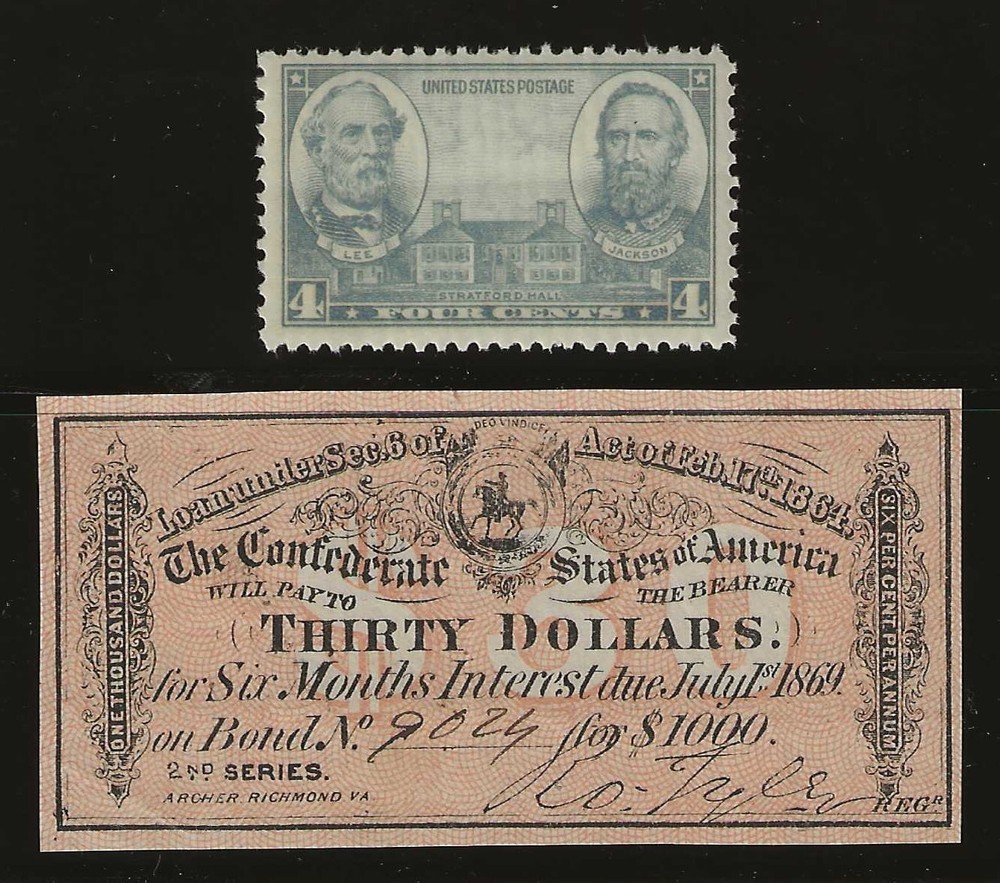 UNITED STATES POSTAGE
LEE
JACKSON
STRATFORD HALL
4 ★ FOUR CENTS ★ 4
DEO VINDICE
Loan under Sec. 6 of Act of Feb. 17th 1864.
The Confederate States of America
WILL PAY TO THE BEARER
$30
THIRTY DOLLARS.
for Six Months Interest due July 1st 1869.
on Bond No. 9024 for $1000.
2ND SERIES.
Ro: Tyler REGR
ARCHER RICHMOND VA
ONE THOUSAND DOLLARS
SIX PER CENT. PER ANNUM